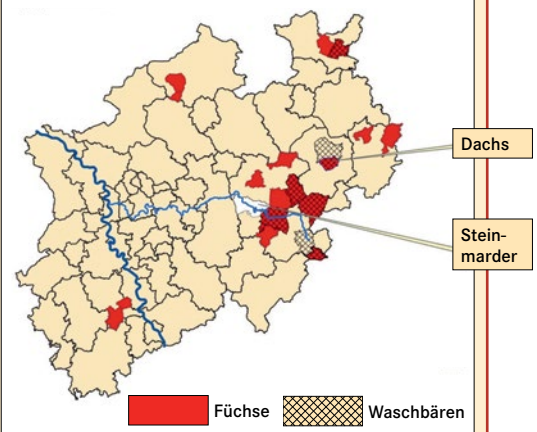 Dachs
Stein-
marder
Füchse
Waschbären